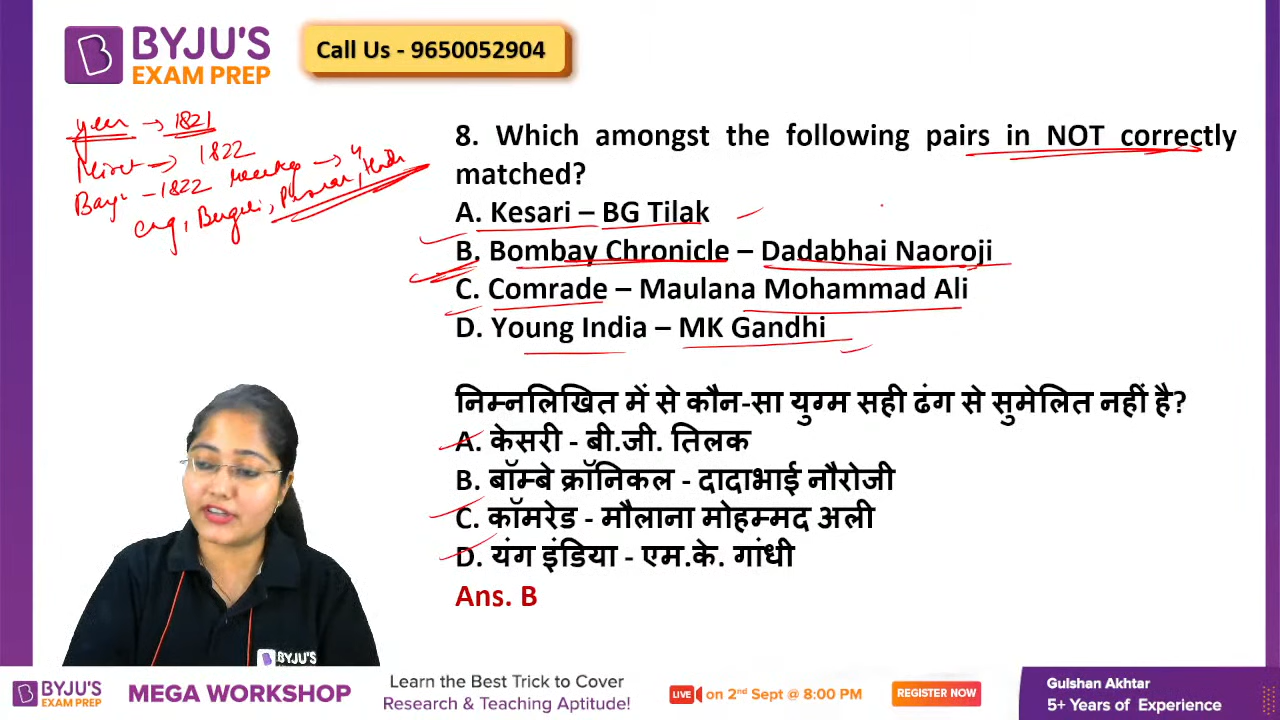 BYJU'S
EXAM PREP
Call Us - 9650052904
year → 1821
→ 1822
- 1822 → 4
8. Which amongst the following pairs in NOT correctly
matched?
A. Kesari – BG Tilak
B. Bombay Chronicle – Dadabhai Naoroji
C. Comrade – Maulana Mohammad Ali
D. Young India – MK Gandhi
निम्नलिखित में से कौन-सा युग्म सही ढंग से सुमेलित नहीं है?
A. केसरी - बी.जी. तिलक
B. बॉम्बे क्रॉनिकल - दादाभाई नौरोजी
C. कॉमरेड - मौलाना मोहम्मद अली
D. यंग इंडिया - एम.के. गांधी
Ans. B
BYJU'S
BYJU'S
EXAM PREP
MEGA WORKSHOP
Learn the Best Trick to Cover
Research & Teaching Aptitude!
LIVE on 2nd Sept @ 8:00 PM
REGISTER NOW
Gulshan Akhtar
5+ Years of Experience